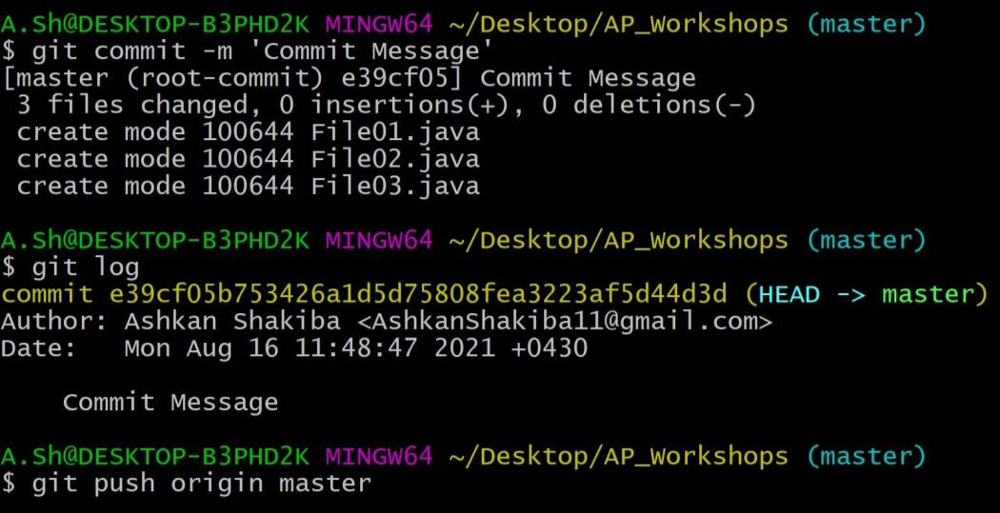 A.Sh@DESKTOP-B3PHD2K MINGW64 ~/Desktop/AP_Workshops (master)
$ git commit -m 'Commit Message'
[master (root-commit) e39cf05] Commit Message
 3 files changed, 0 insertions(+), 0 deletions(-)
 create mode 100644 File01.java
 create mode 100644 File02.java
 create mode 100644 File03.java
A.Sh@DESKTOP-B3PHD2K MINGW64 ~/Desktop/AP_Workshops (master)
$ git log
commit e39cf05b753426a1d5d75808fea3223af5d44d3d (HEAD -> master)
Author: Ashkan Shakiba <AshkanShakiba11@gmail.com>
Date:   Mon Aug 16 11:48:47 2021 +0430
    Commit Message
A.Sh@DESKTOP-B3PHD2K MINGW64 ~/Desktop/AP_Workshops (master)
$ git push origin master